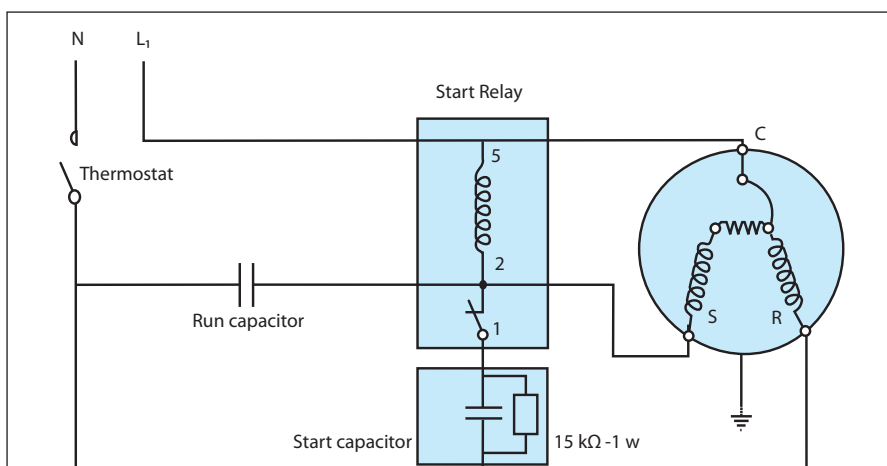 N
L₁
Start Relay
C
5
Thermostat
2
Run capacitor
S
R
1
Start capacitor
15 kΩ -1 w